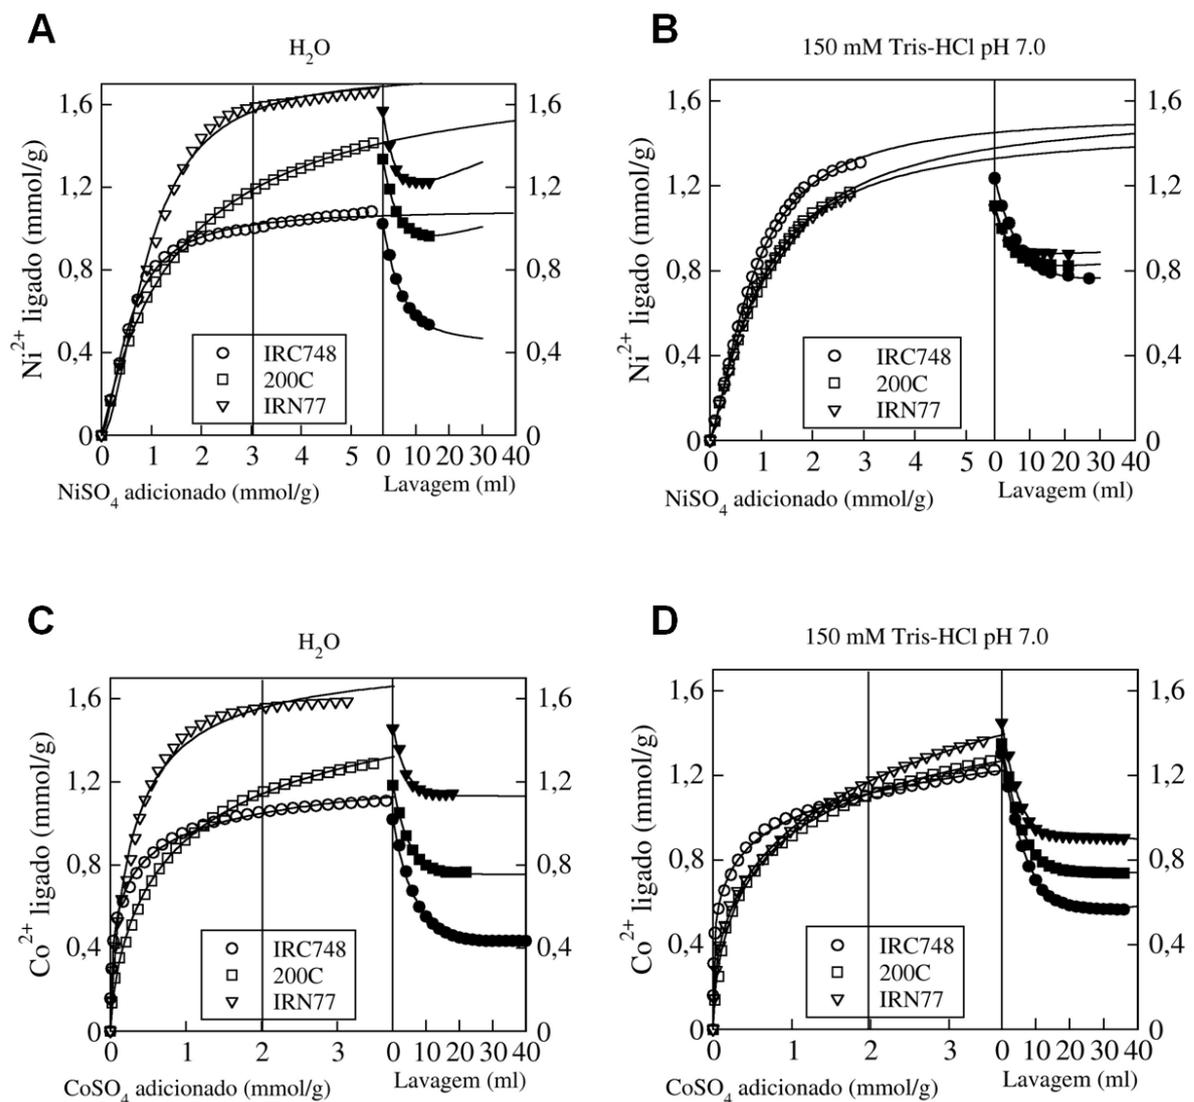 A
H2O
1,6
1,2
0,8
0,4
0
Ni2+ ligado (mmol/g)
IRC748
200C
IRN77
1,6
1,2
0,8
0,4
0
0 1 2 3 4 5 0 10 20 30 40
NiSO4 adicionado (mmol/g)
Lavagem (ml)
B
150 mM Tris-HCl pH 7.0
1,6
1,2
0,8
0,4
0
Ni2+ ligado (mmol/g)
IRC748
200C
IRN77
1,6
1,2
0,8
0,4
0
0 1 2 3 4 5 0 10 20 30 40
NiSO4 adicionado (mmol/g)
Lavagem (ml)
C
H2O
1,6
1,2
0,8
0,4
0
Co2+ ligado (mmol/g)
IRC748
200C
IRN77
1,6
1,2
0,8
0,4
0
0 1 2 3 0 10 20 30 40
CoSO4 adicionado (mmol/g)
Lavagem (ml)
D
150 mM Tris-HCl pH 7.0
1,6
1,2
0,8
0,4
0
Co2+ ligado (mmol/g)
IRC748
200C
IRN77
1,6
1,2
0,8
0,4
0
0 1 2 3 0 10 20 30 40
CoSO4 adicionado (mmol/g)
Lavagem (ml)